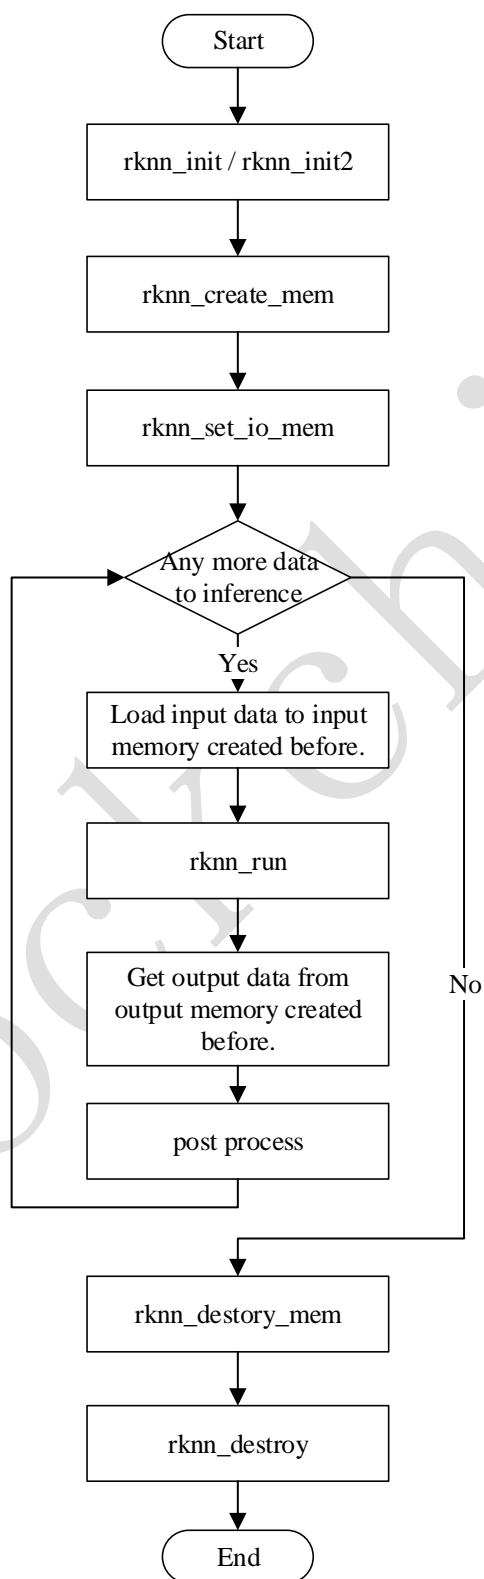 Start
rknn_init / rknn_init2
rknn_create_mem
rknn_set_io_mem
Any more data
to inference
Yes
Load input data to input
memory created before.
rknn_run
Get output data from
output memory created
before.
No
post process
rknn_destory_mem
rknn_destroy
End
ockchi